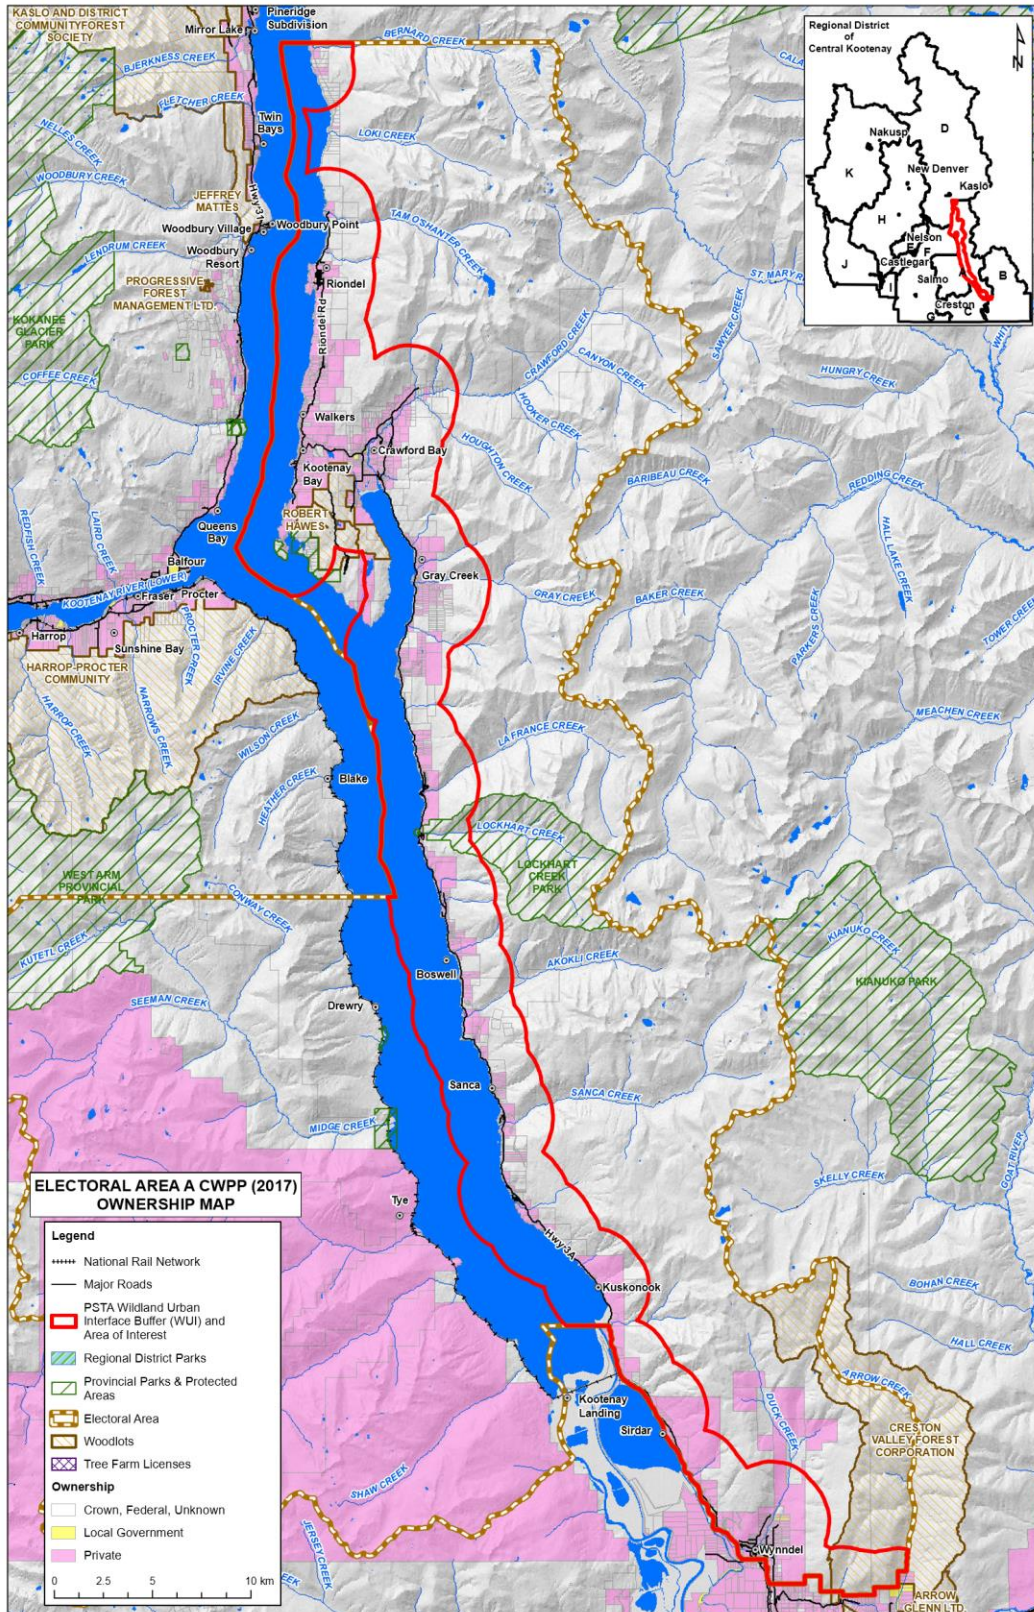 KASLO AND DISTRICT
COMMUNITYFOREST
SOCIETY
Pineridge
Subdivision
Mirror Lake
BERNARD CREEK
BJERKNESS CREEK
FLETCHER CREEK
Twin
Bays
LOKI CREEK
NELLES CREEK
WOODBURY CREEK
JEFFREY
MATTES
Hwy-31
Woodbury Village
Woodbury Point
TAM O'SHANTER CREEK
LENDRUM CREEK
Woodbury
Resort
Riondel
PROGRESSIVE
FOREST
MANAGEMENT LTD.
Riondel Rd
KOKANEE
GLACIER
PARK
COFFEE CREEK
CRAWFORD CREEK
CANYON CREEK
SAWYER CREEK
HUNGRY CREEK
HOOKER CREEK
Walkers
HOUGHTON CREEK
Crawford Bay
Kootenay
Bay
BARIBEAU CREEK
REDDING CREEK
ROBERT
HAWES
Queens
Bay
REDFISH CREEK
LAIRD CREEK
HALL LAKE CREEK
Balfour
Gray Creek
KOOTENAY RIVER (LOWER)
Fraser
Procter
GRAY CREEK
BAKER CREEK
PARKERS CREEK
TOWER CREEK
Harrop
Sunshine Bay
PROCTER CREEK
IRVINE CREEK
HARROP-PROCTER
COMMUNITY
HARROP CREEK
NARROWS CREEK
MEACHEN CREEK
WILSON CREEK
LA FRANCE CREEK
HEATHER CREEK
Blake
LOCKHART CREEK
LOCKHART
CREEK
PARK
WEST ARM
PROVINCIAL
PARK
CONWAY CREEK
KUTETL CREEK
KIANUKO CREEK
KIANUKO PARK
AKOKLI CREEK
Boswell
SEEMAN CREEK
Drewry
Sanca
SANCA CREEK
MIDGE CREEK
SKELLY CREEK
GOAT RIVER
Tye
Hwy-3A
Kuskonook
BOHAN CREEK
HALL CREEK
ARROW CREEK
DUCK CREEK
Kootenay
Landing
Sirdar
CRESTON
VALLEY FOREST
CORPORATION
SHAW CREEK
JERSEY CREEK
Wynndel
ARROW
GLENN LTD
Regional District
of
Central Kootenay
N
D
Nakusp
New Denver
K
Kaslo
H
Nelson
E
F
Castlegar
J
I
A
B
Salmo
Creston
G
C
ELECTORAL AREA A CWPP (2017)
OWNERSHIP MAP
Legend
National Rail Network
Major Roads
PSTA Wildland Urban
Interface Buffer (WUI) and
Area of Interest
Regional District Parks
Provincial Parks & Protected
Areas
Electoral Area
Woodlots
Tree Farm Licenses
Ownership
Crown, Federal, Unknown
Local Government
Private
0 2.5 5 10 km